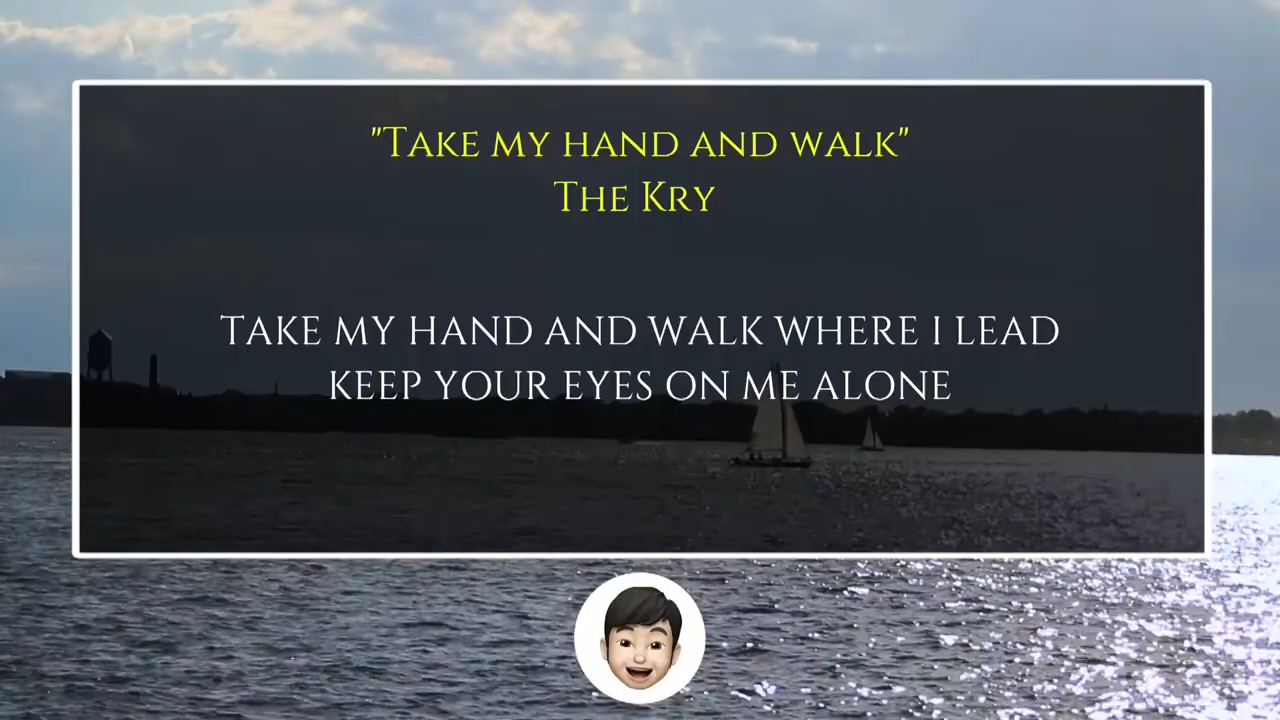 "Take my hand and walk"
The Kry
TAKE MY HAND AND WALK WHERE I LEAD
KEEP YOUR EYES ON ME ALONE